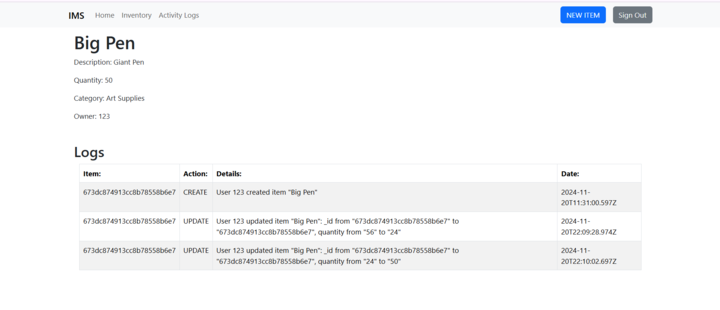 IMS Home Inventory Activity Logs NEW ITEM Sign Out
Big Pen
Description: Giant Pen
Quantity: 50
Category: Art Supplies
Owner: 123
Logs
Item: Action: Details: Date:
673dc874913cc8b78558b6e7 CREATE User 123 created item "Big Pen" 2024-11-
20T11:31:00.597Z
673dc874913cc8b78558b6e7 UPDATE User 123 updated item "Big Pen": _id from "673dc874913cc8b78558b6e7" to 2024-11-
"673dc874913cc8b78558b6e7", quantity from "56" to "24" 20T22:09:28.974Z
673dc874913cc8b78558b6e7 UPDATE User 123 updated item "Big Pen": _id from "673dc874913cc8b78558b6e7" to 2024-11-
"673dc874913cc8b78558b6e7", quantity from "24" to "50" 20T22:10:02.697Z